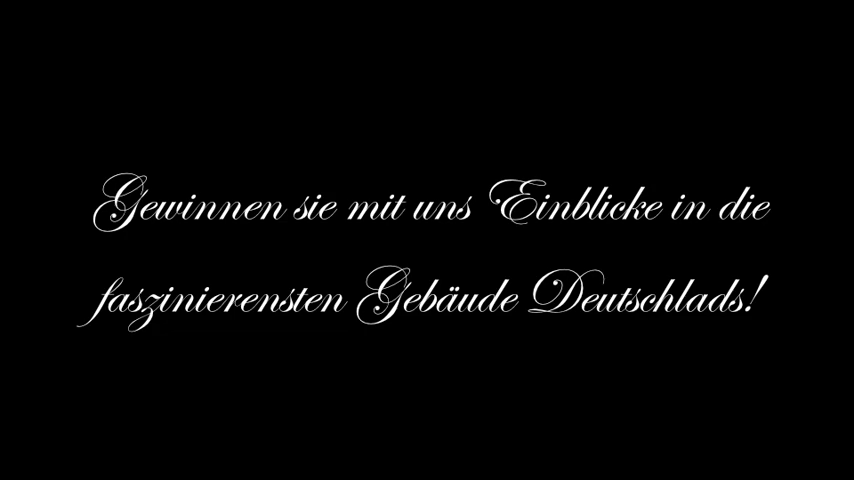 Gewinnen sie mit uns Einblicke in die
faszinierensten Gebäude Deutschlads!